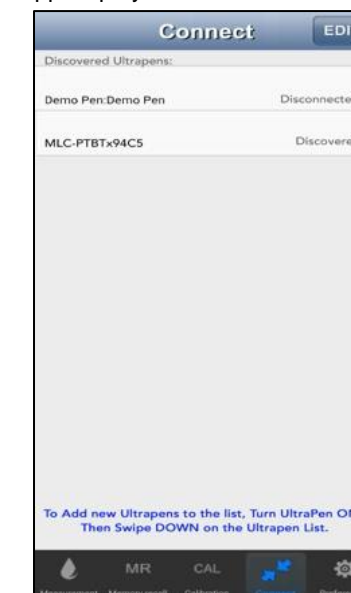 Connect EDI
Discovered Ultrapens:
Demo Pen:Demo Pen Disconnecte
MLC-PTBTx94C5 Discovere
To Add new Ultrapens to the list, Turn UltraPen ON
Then Swipe DOWN on the Ultrapen List.
MR CAL